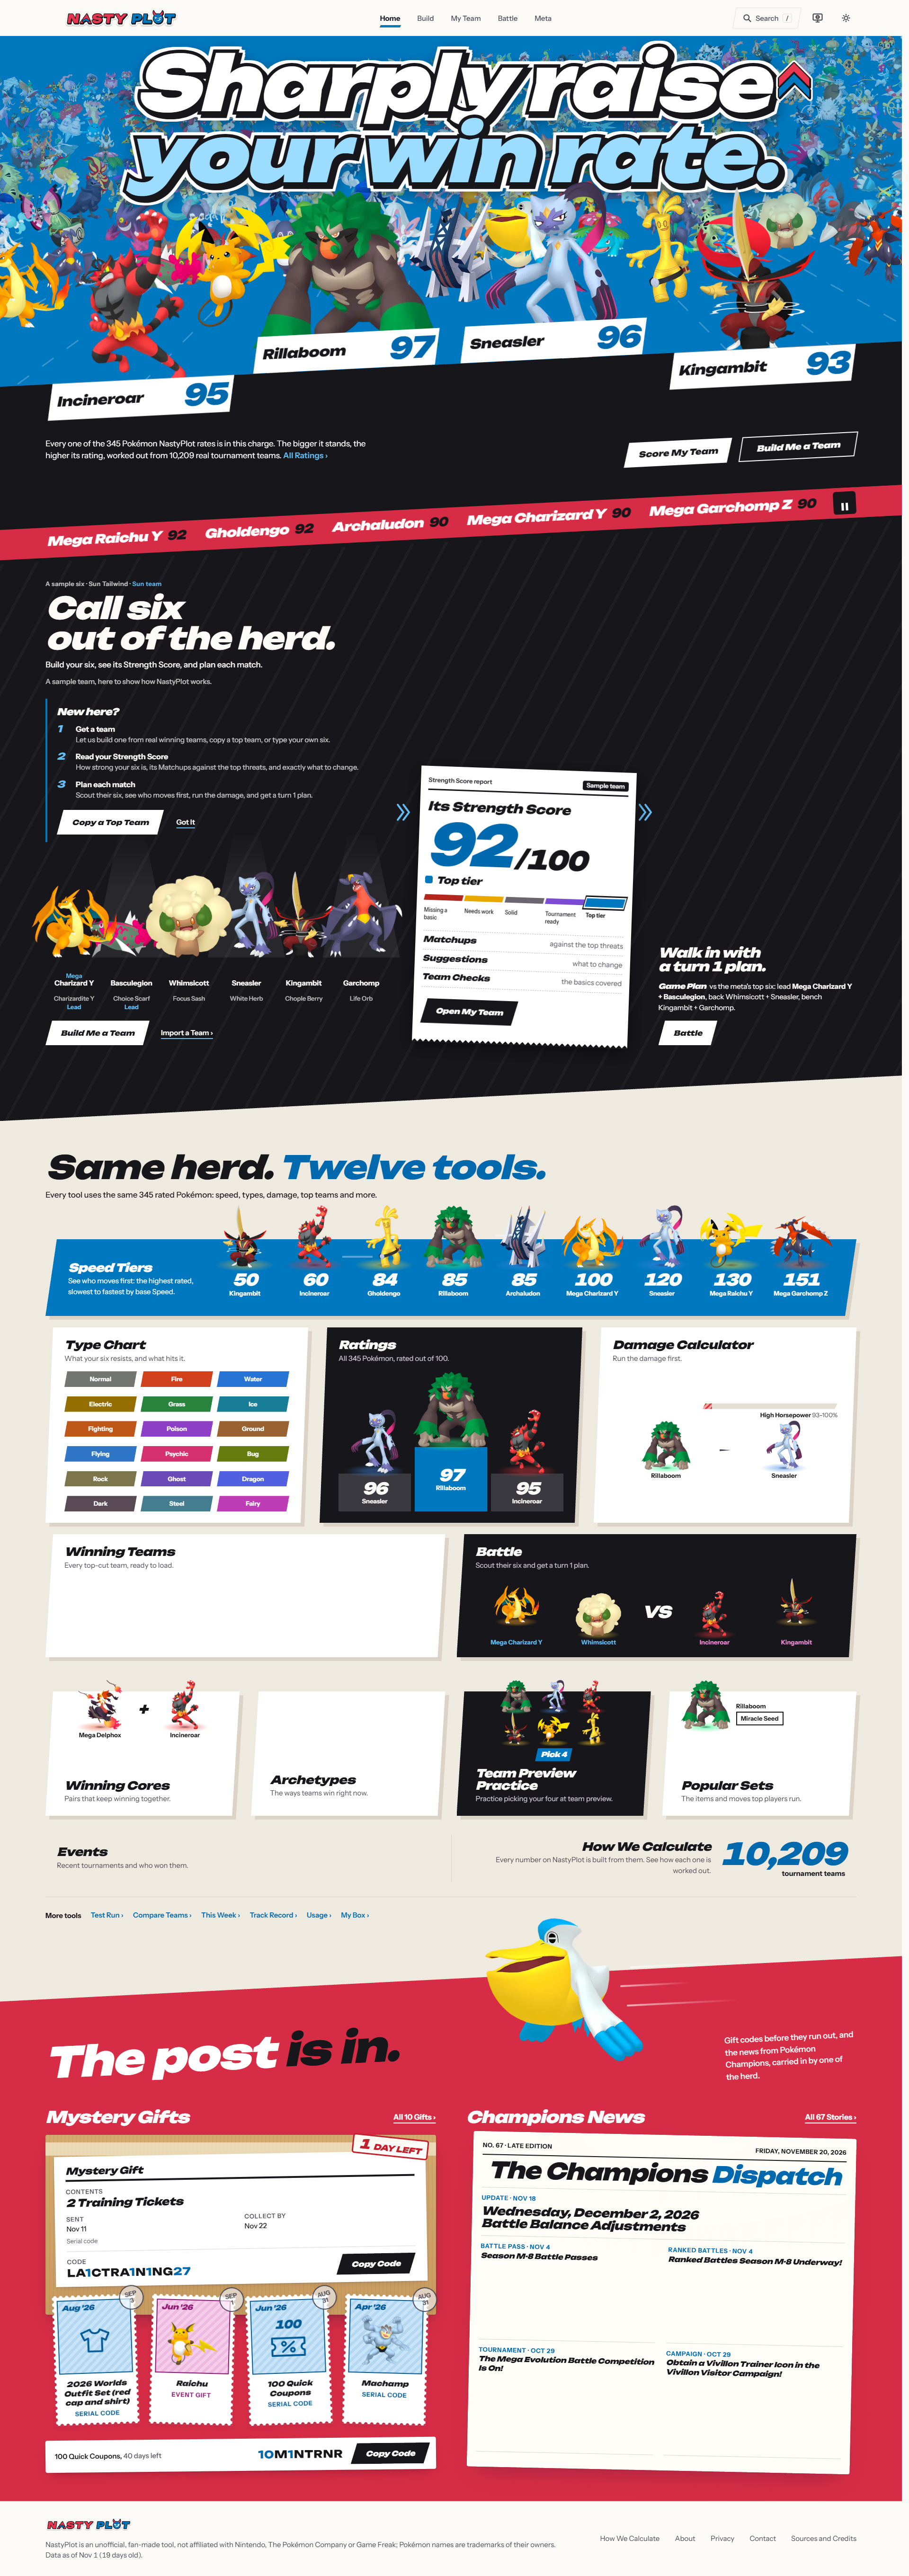 NASTY PLOT
Home
Build
My Team
Battle
Meta
Search /
Sharply raise
your win rate.
Incineroar 95
Rillaboom 97
Sneasler 96
Kingambit 93
Every one of the 345 Pokémon NastyPlot rates is in this charge. The bigger it stands, the
higher its rating, worked out from 10,209 real tournament teams. All Ratings ›
Score My Team
Build Me a Team
Mega Raichu Y 92 Gholdengo 92 Archaludon 90 Mega Charizard Y 90 Mega Garchomp Z 90
A sample six · Sun Tailwind · Sun team
Call six
out of the herd.
Build your six, see its Strength Score, and plan each match.
A sample team, here to show how NastyPlot works.
New here?
1 Get a team
Let us build one from real winning teams, copy a top team, or type your own six.
2 Read your Strength Score
How strong your six is, its Matchups against the top threats, and exactly what to change.
3 Plan each match
Scout their six, see who moves first, run the damage, and get a turn 1 plan.
Copy a Top Team
Got It
Mega
Charizard Y
Charizardite Y
Lead
Basculegion
Choice Scarf
Lead
Whimsicott
Focus Sash
Sneasler
White Herb
Kingambit
Chople Berry
Garchomp
Life Orb
Build Me a Team
Import a Team ›
Strength Score report
Sample team
Its Strength Score
92/100
Top tier
Missing a
basic
Needs work
Solid
Tournament
ready
Top tier
Matchups against the top threats
Suggestions what to change
Team Checks the basics covered
Open My Team
Walk in with
a turn 1 plan.
Game Plan vs the meta's top six: lead Mega Charizard Y
+ Basculegion, back Whimsicott + Sneasler, bench
Kingambit + Garchomp.
Battle
Same herd. Twelve tools.
Every tool uses the same 345 rated Pokémon: speed, types, damage, top teams and more.
Speed Tiers
See who moves first: the highest rated,
slowest to fastest by base Speed.
50
Kingambit
60
Incineroar
84
Gholdengo
85
Rillaboom
85
Archaludon
100
Mega Charizard Y
120
Sneasler
130
Mega Raichu Y
151
Mega Garchomp Z
Type Chart
What your six resists, and what hits it.
Normal Fire Water
Electric Grass Ice
Fighting Poison Ground
Flying Psychic Bug
Rock Ghost Dragon
Dark Steel Fairy
Ratings
All 345 Pokémon, rated out of 100.
96
Sneasler
97
Rillaboom
95
Incineroar
Damage Calculator
Run the damage first.
High Horsepower 93–100%
Rillaboom
Sneasler
Winning Teams
Every top-cut team, ready to load.
Battle
Scout their six and get a turn 1 plan.
VS
Mega Charizard Y
Whimsicott
Incineroar
Kingambit
+
Mega Delphox
Incineroar
Winning Cores
Pairs that keep winning together.
Archetypes
The ways teams win right now.
Pick 4
Team Preview
Practice
Practice picking your four at team preview.
Rillaboom
Miracle Seed
Popular Sets
The items and moves top players run.
Events
Recent tournaments and who won them.
How We Calculate
Every number on NastyPlot is built from them. See how each one is
worked out.
10,209
tournament teams
More tools Test Run › Compare Teams › This Week › Track Record › Usage › My Box ›
The post is in.
Gift codes before they run out, and
the news from Pokémon
Champions, carried in by one of
the herd.
Mystery Gifts
All 10 Gifts ›
1 DAY LEFT
Mystery Gift
CONTENTS
2 Training Tickets
SENT
Nov 11
COLLECT BY
Nov 22
Serial code
CODE
LA1CTRA1N1NG27
Copy Code
Aug '26
SEP
3
2026 Worlds
Outfit Set (red
cap and shirt)
SERIAL CODE
Jun '26
SEP
1
Raichu
EVENT GIFT
Jun '26
AUG
31
100
100 Quick
Coupons
SERIAL CODE
Apr '26
AUG
31
Machamp
SERIAL CODE
100 Quick Coupons, 40 days left
10M1NTRNR
Copy Code
Champions News
All 67 Stories ›
NO. 67 · LATE EDITION
FRIDAY, NOVEMBER 20, 2026
The Champions Dispatch
UPDATE · NOV 18
Wednesday, December 2, 2026
Battle Balance Adjustments
BATTLE PASS · NOV 4
Season M-8 Battle Passes
RANKED BATTLES · NOV 4
Ranked Battles Season M-8 Underway!
TOURNAMENT · OCT 29
The Mega Evolution Battle Competition
Is On!
CAMPAIGN · OCT 29
Obtain a Vivillon Trainer Icon in the
Vivillon Visitor Campaign!
NASTY PLOT
NastyPlot is an unofficial, fan-made tool, not affiliated with Nintendo, The Pokémon Company or Game Freak; Pokémon names are trademarks of their owners.
Data as of Nov 1 (19 days old).
How We Calculate
About
Privacy
Contact
Sources and Credits